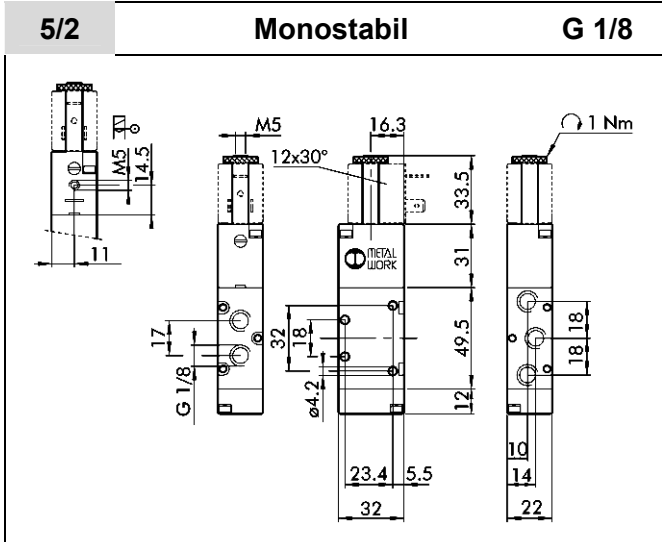 5/2 Monostabil G 1/8
M5 16.3 1 Nm
12x30°
M5
14.5
33.5
11
METAL
WORK
31
17
G 1/8
32
18
ø4.2
49.5
12
18
18
10
23.4 5.5
14
32
22